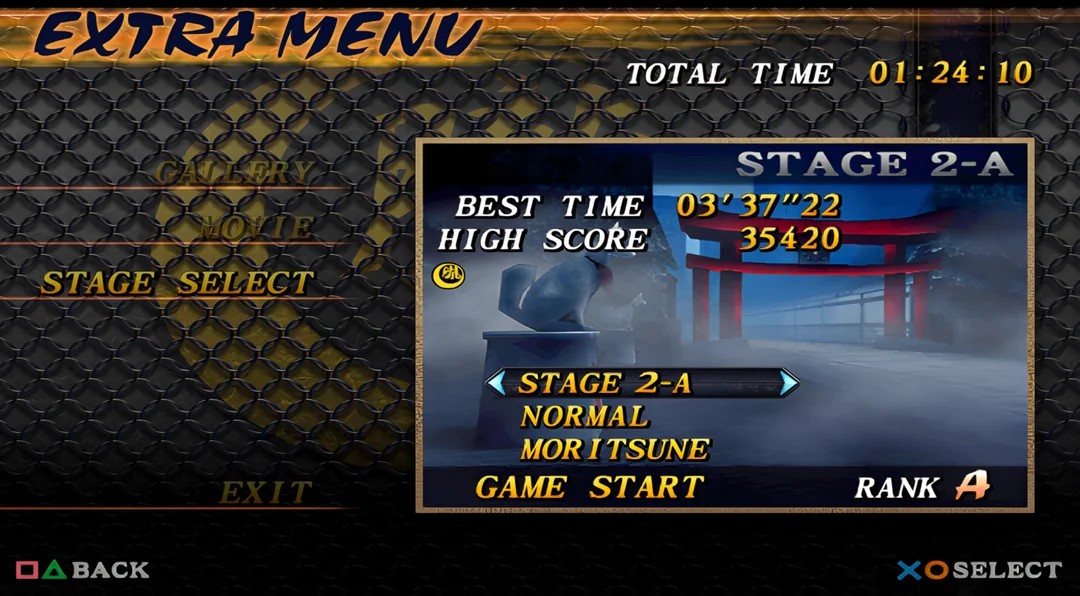 EXTRA MENU
TOTAL TIME 01:24:10
GALLERY
MOVIE
STAGE SELECT
EXIT
STAGE 2-A
BEST TIME 03'37"22
HIGH SCORE 35420
STAGE 2-A
NORMAL
MORITSUNE
GAME START
RANK A
BACK
SELECT